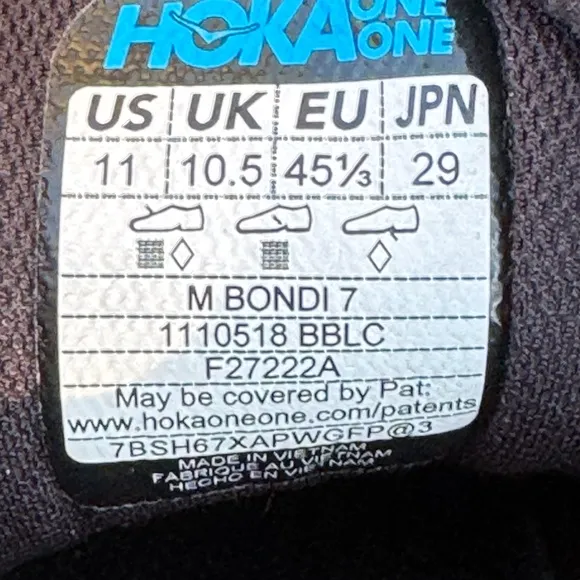 HOKA ONE ONE
US UK EU JPN
11 10.5 45⅓ 29
M BONDI 7
1110518 BBLC
F27222A
May be covered by Pat:
www.hokaoneone.com/patents
7BSH67XAPWGFP@3
MADE IN VIETNAM
FABRIQUE AU VIETNAM
HECHO EN VIETNAM